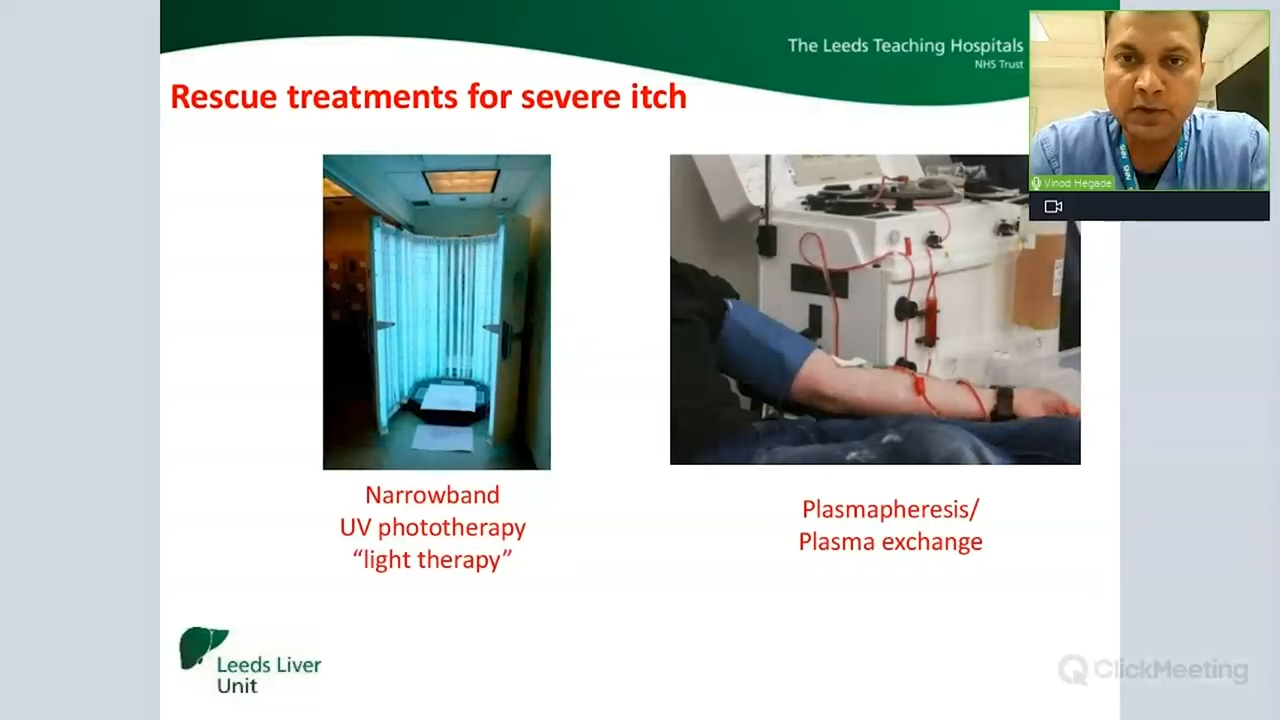 The Leeds Teaching Hospitals
NHS Trust
Rescue treatments for severe itch
Vinod Hegade
Narrowband
UV phototherapy
“light therapy”
Plasmapheresis/
Plasma exchange
Leeds Liver
Unit
ClickMeeting